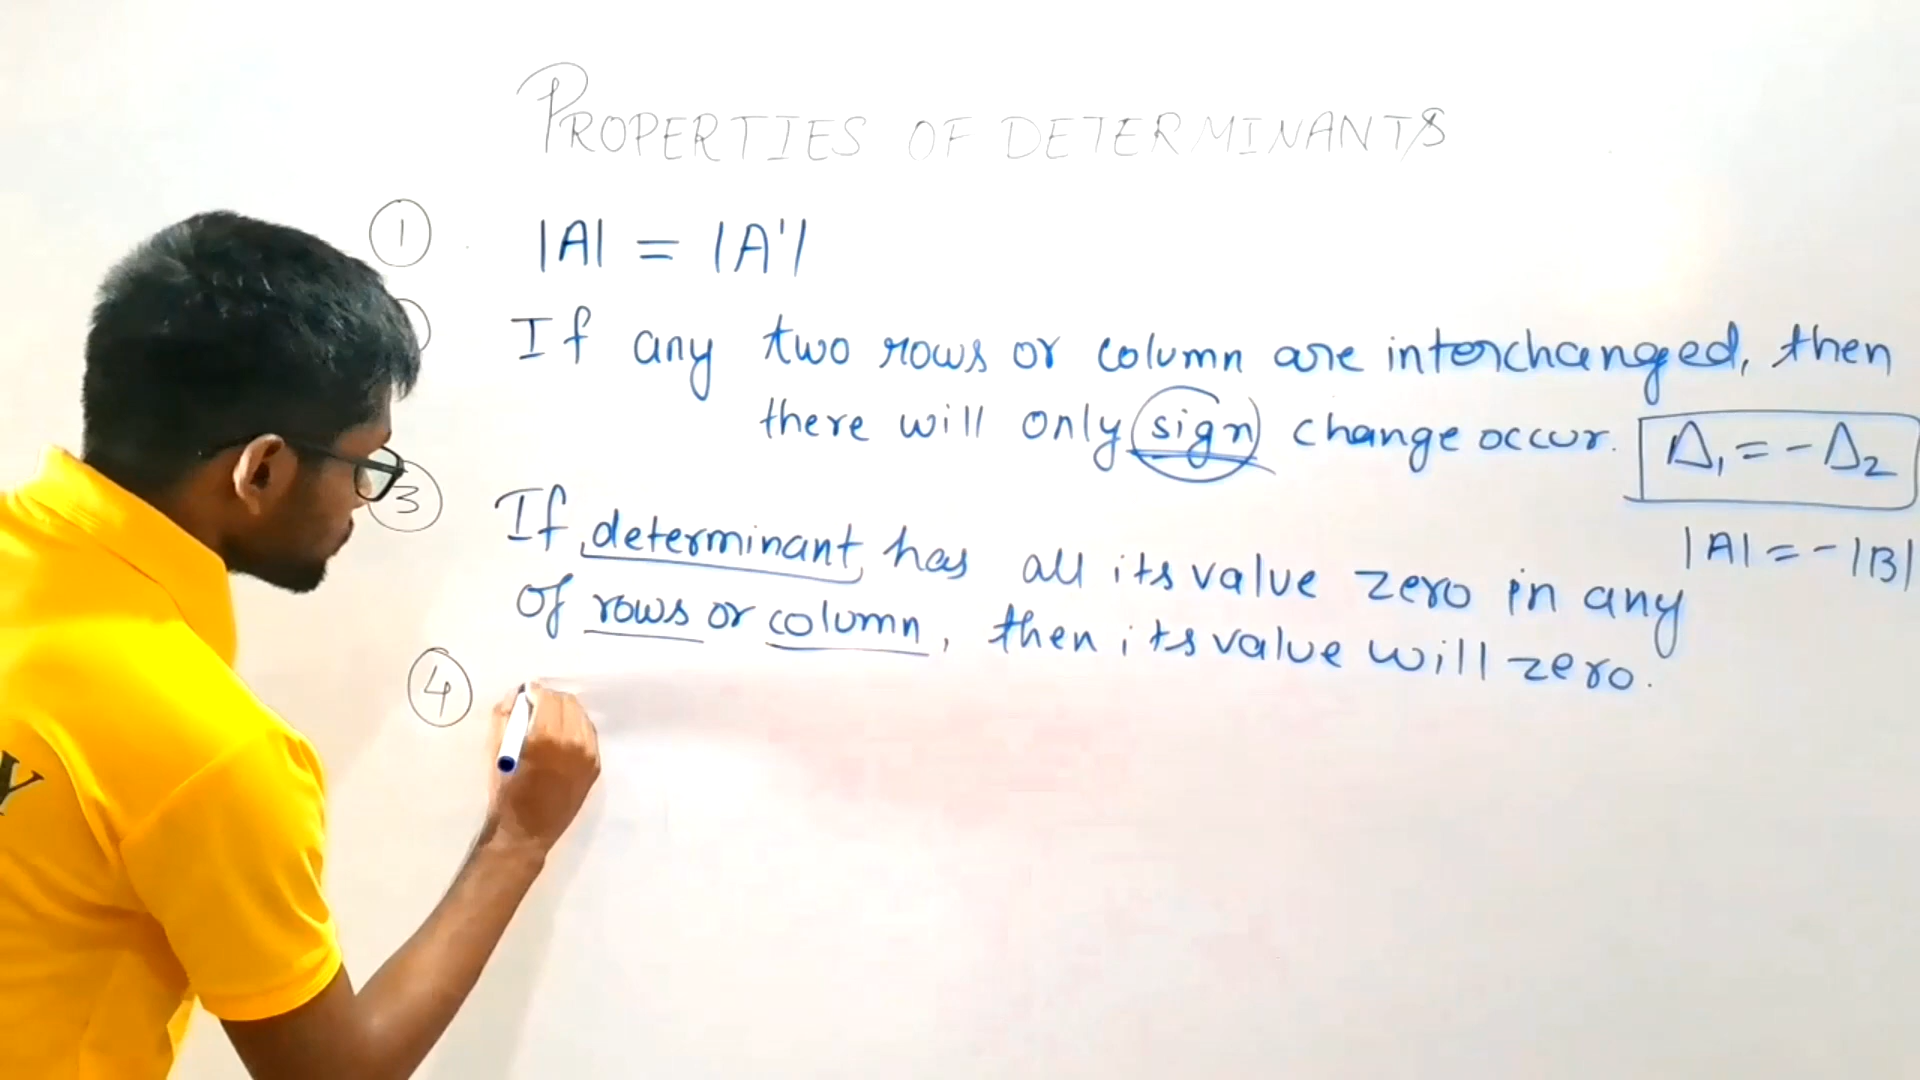 PROPERTIES OF DETERMINANTS
1 |A| = |A'|
If any two rows or column are interchanged, then
there will only sign change occur. Δ₁ = -Δ₂
|A| = -|B|
3 If determinant has all its value zero in any
of rows or column, then its value will zero.
4
Y